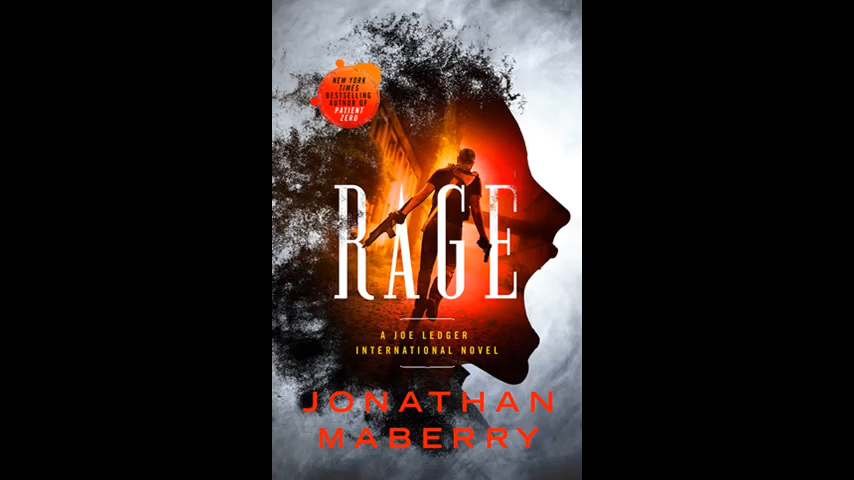 NEW YORK
TIMES
BESTSELLING
AUTHOR OF
PATIENT
ZERO
RAGE
A JOE LEDGER
INTERNATIONAL NOVEL
JONATHAN
MABERRY